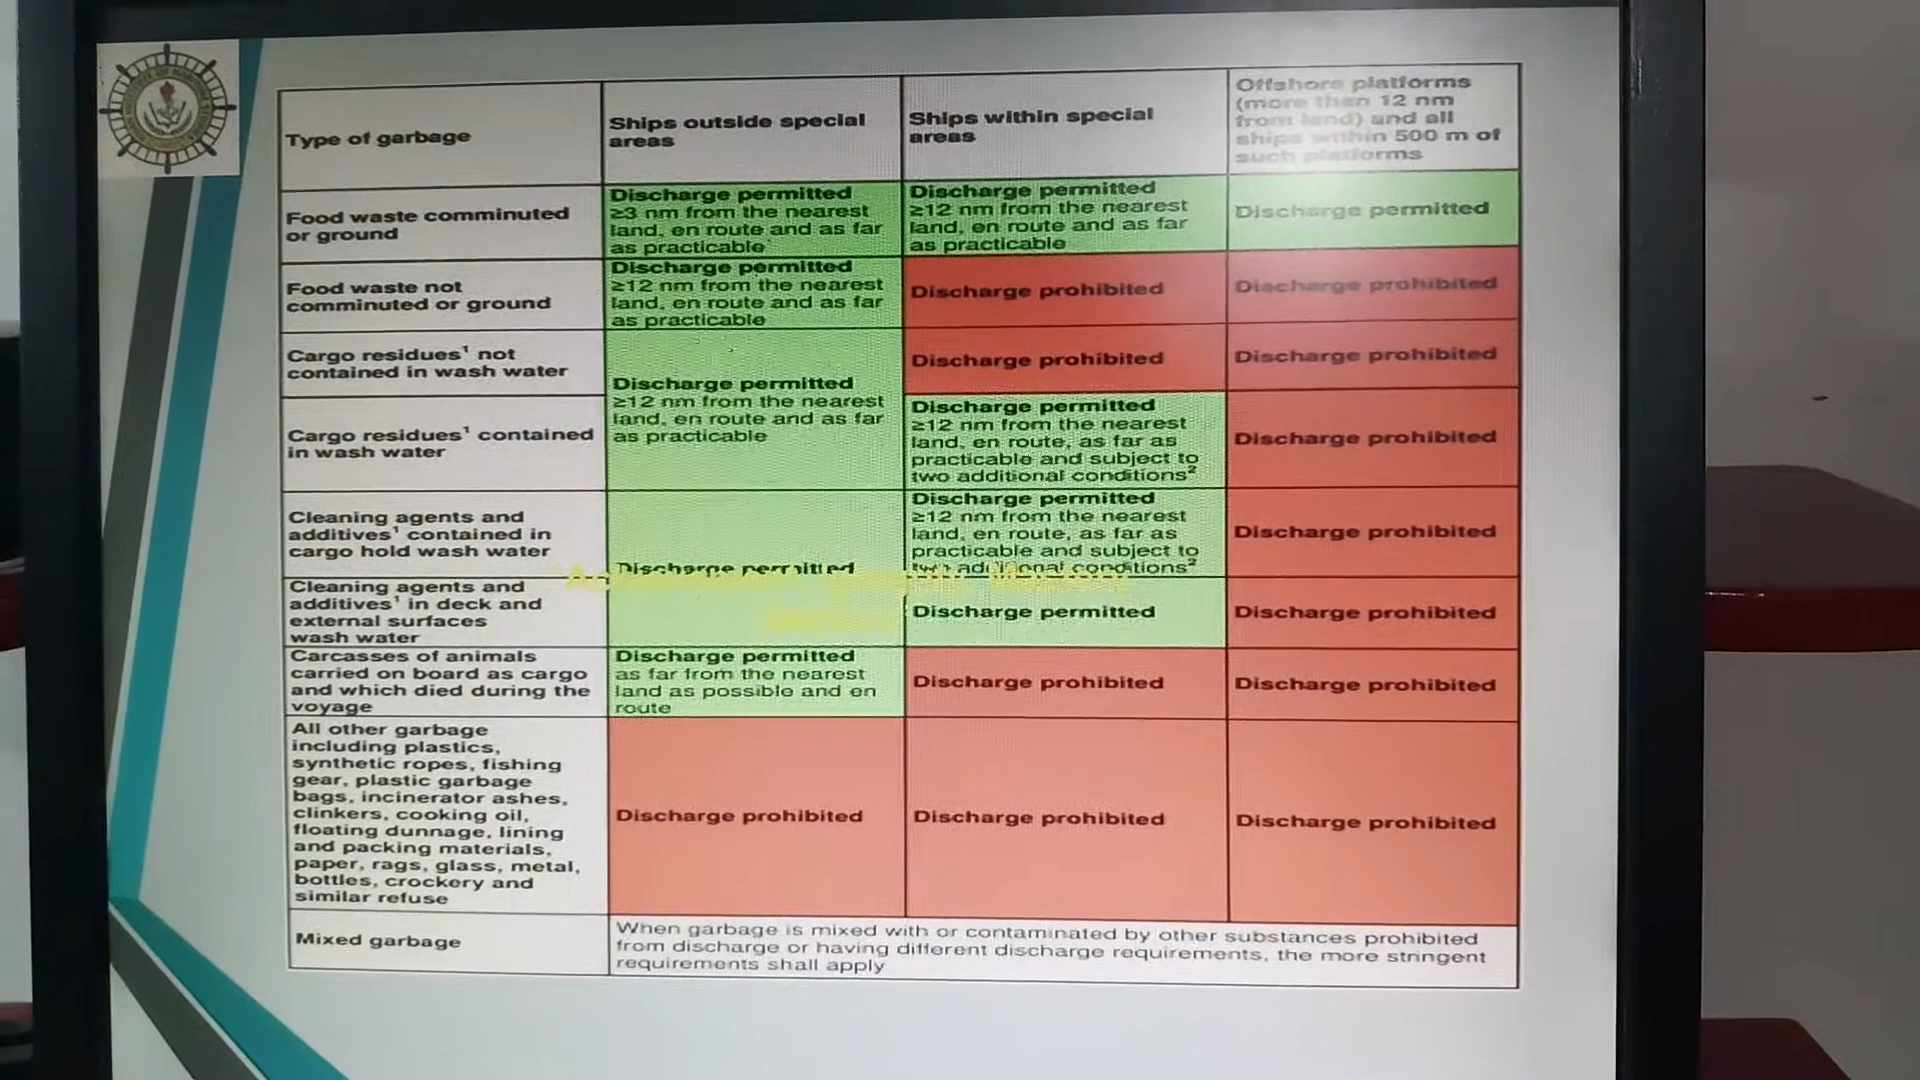 Type of garbage
Ships outside special
areas
Ships within special
areas
Offshore platforms
(more than 12 nm
from land) and all
ships within 500 m of
such platforms
Food waste comminuted
or ground
Discharge permitted
≥3 nm from the nearest
land, en route and as far
as practicable
Discharge permitted
≥12 nm from the nearest
land, en route and as far
as practicable
Discharge permitted
Food waste not
comminuted or ground
Discharge permitted
≥12 nm from the nearest
land, en route and as far
as practicable
Discharge prohibited
Discharge prohibited
Cargo residues¹ not
contained in wash water
Discharge permitted
≥12 nm from the nearest
land, en route and as far
as practicable
Discharge prohibited
Discharge prohibited
Cargo residues¹ contained
in wash water
Discharge permitted
≥12 nm from the nearest
land, en route, as far as
practicable and subject to
two additional conditions²
Discharge prohibited
Cleaning agents and
additives¹ contained in
cargo hold wash water
Discharge permitted
Discharge permitted
≥12 nm from the nearest
land, en route, as far as
practicable and subject to
two additional conditions²
Discharge prohibited
Cleaning agents and
additives¹ in deck and
external surfaces
wash water
Discharge permitted
Discharge prohibited
Carcasses of animals
carried on board as cargo
and which died during the
voyage
Discharge permitted
as far from the nearest
land as possible and en
route
Discharge prohibited
Discharge prohibited
All other garbage
including plastics,
synthetic ropes, fishing
gear, plastic garbage
bags, incinerator ashes,
clinkers, cooking oil,
floating dunnage, lining
and packing materials,
paper, rags, glass, metal,
bottles, crockery and
similar refuse
Discharge prohibited
Discharge prohibited
Discharge prohibited
Mixed garbage
When garbage is mixed with or contaminated by other substances prohibited
from discharge or having different discharge requirements, the more stringent
requirements shall apply